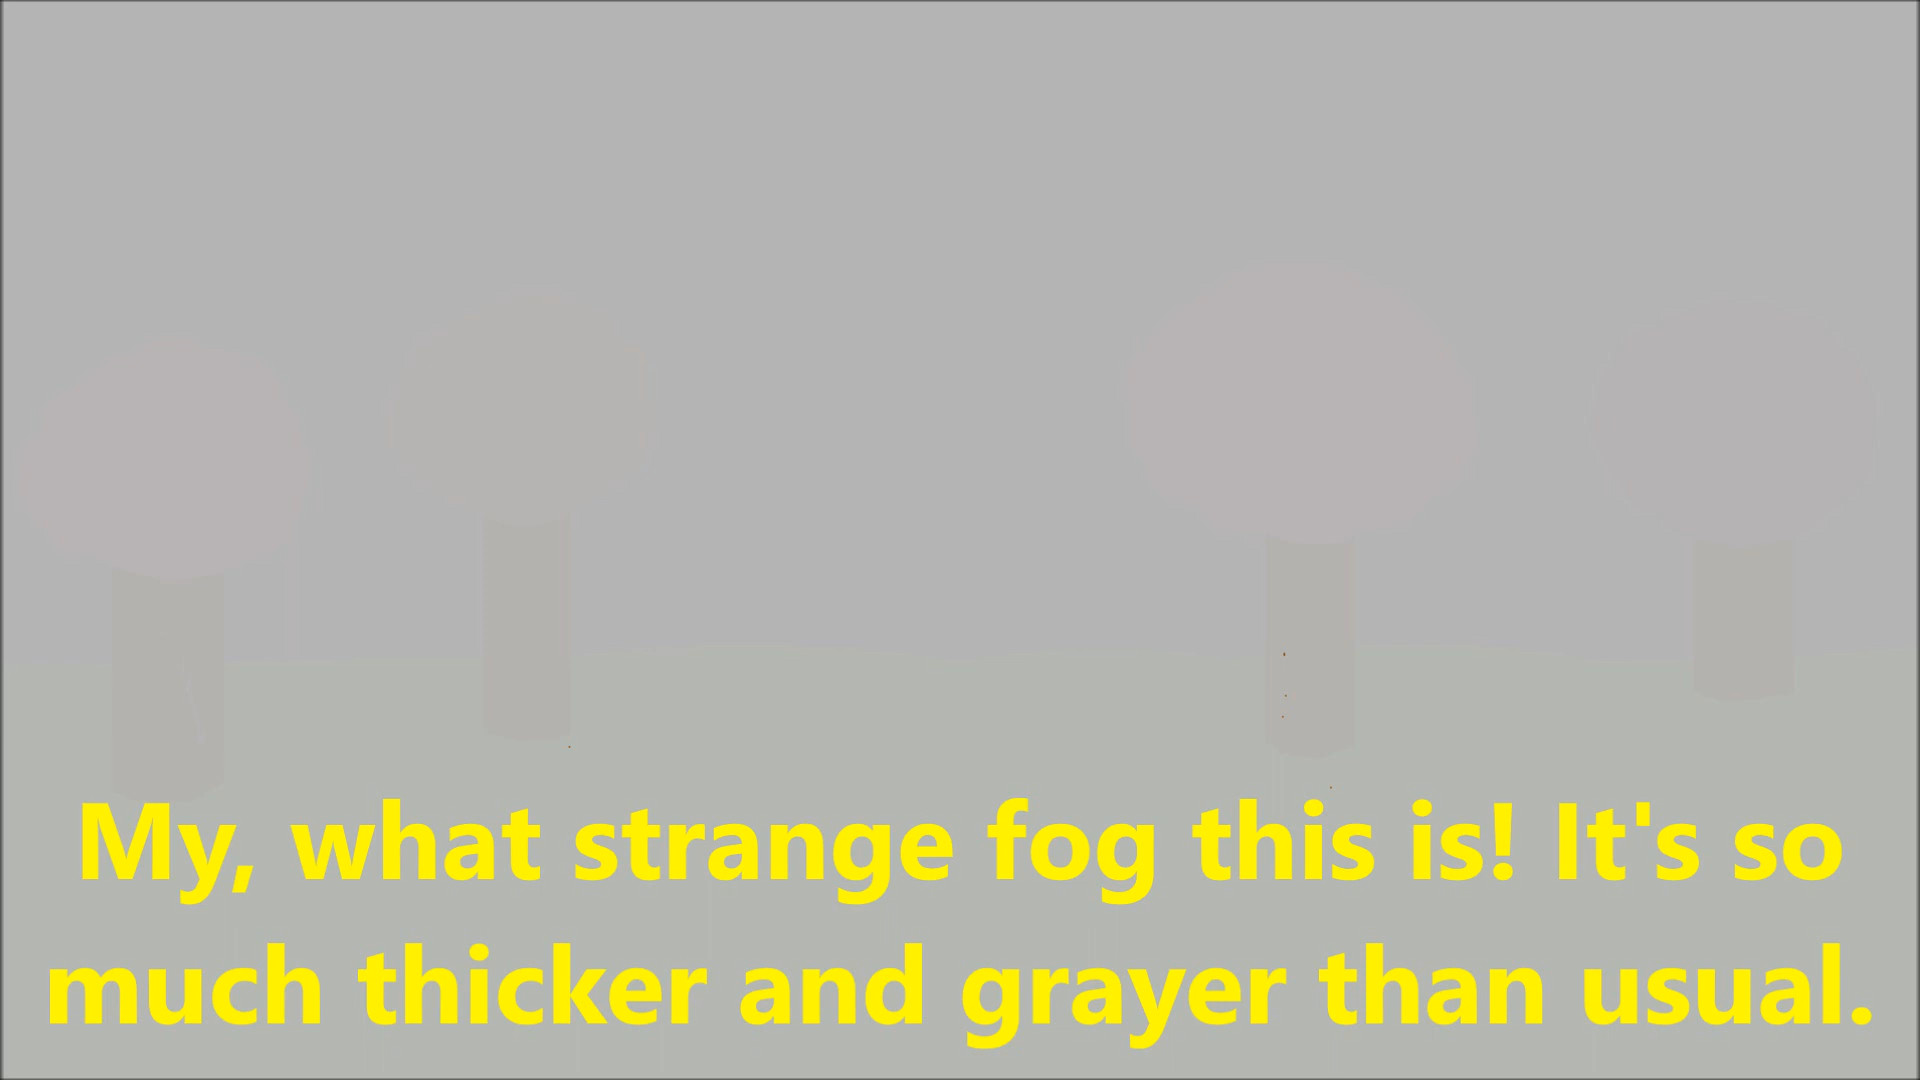 My, what strange fog this is! It's so
much thicker and grayer than usual.